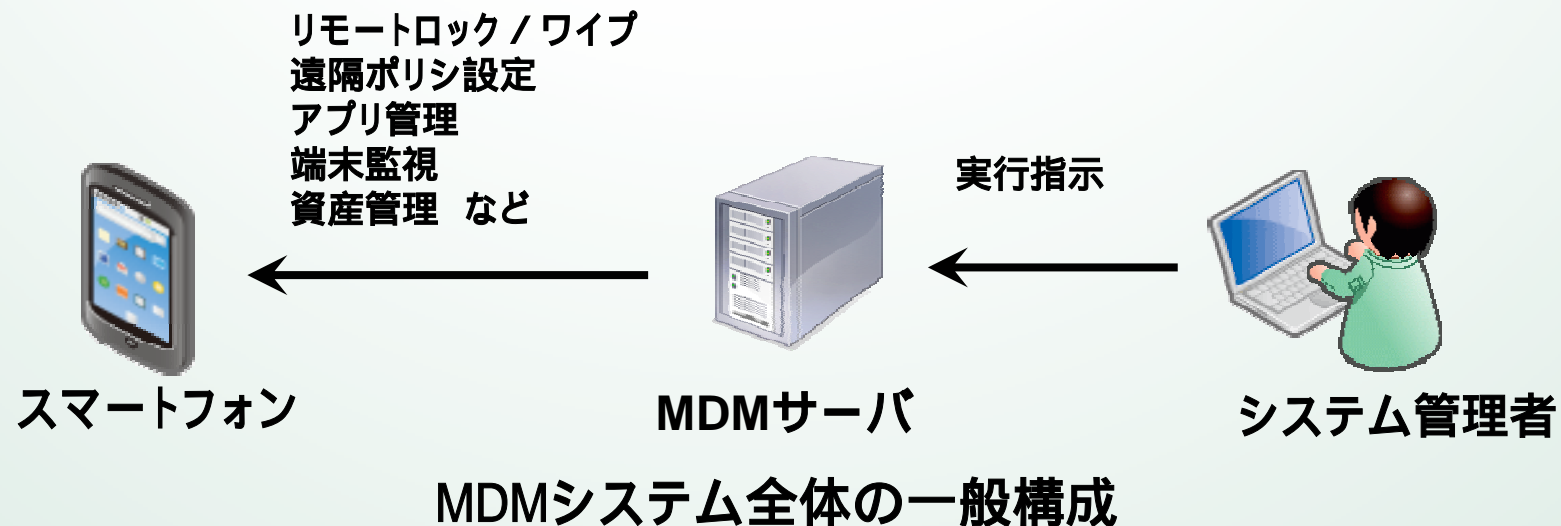 リモートロック / ワイプ
遠隔ポリシ設定
アプリ管理
端末監視
資産管理 など
実行指示
スマートフォン
MDMサーバ
システム管理者
MDMシステム全体の一般構成